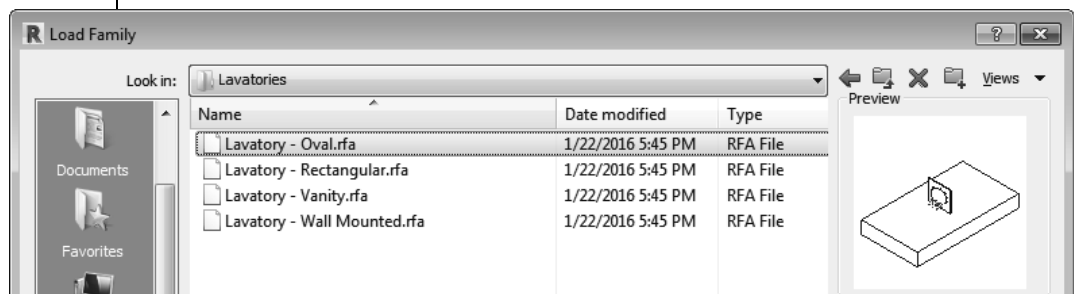 R Load Family
? X
Look in: Lavatories Views
Preview
Name Date modified Type
Lavatory - Oval.rfa 1/22/2016 5:45 PM RFA File
Lavatory - Rectangular.rfa 1/22/2016 5:45 PM RFA File
Lavatory - Vanity.rfa 1/22/2016 5:45 PM RFA File
Lavatory - Wall Mounted.rfa 1/22/2016 5:45 PM RFA File
Documents
Favorites